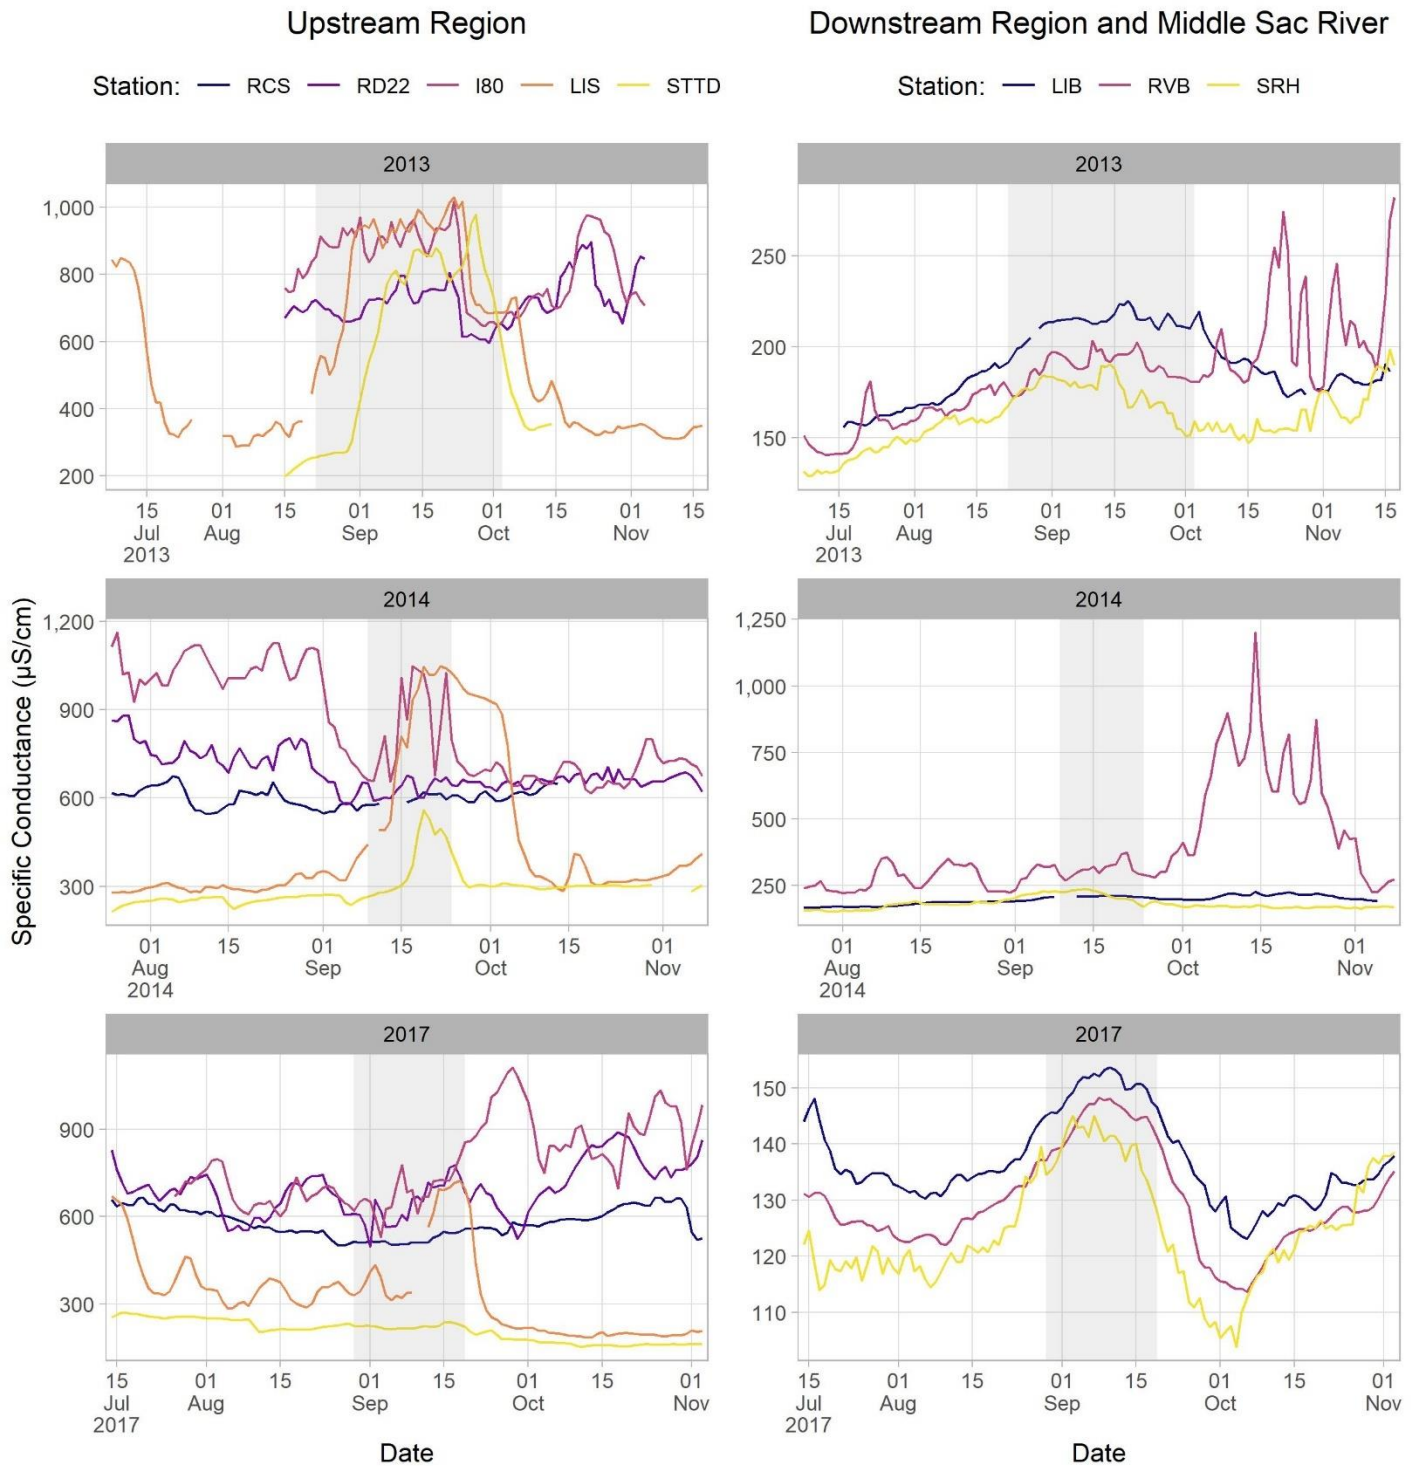 Upstream Region
Downstream Region and Middle Sac River
Station: RCS RD22 I80 LIS STTD
Station: LIB RVB SRH
Specific Conductance (µS/cm)
2013
1,000
800
600
400
200
15 01 15 01 15 01 15 01 15
Jul Aug Sep Oct Nov
2013
2013
250
200
150
15 01 15 01 15 01 15 01 15
Jul Aug Sep Oct Nov
2013
2014
1,200
900
600
300
01 15 01 15 01 15 01
Aug Sep Oct Nov
2014
2014
1,250
1,000
750
500
250
01 15 01 15 01 15 01
Aug Sep Oct Nov
2014
2017
900
600
300
15 01 15 01 15 01 15 01
Jul Aug Sep Oct Nov
2017
Date
2017
150
140
130
120
110
15 01 15 01 15 01 15 01
Jul Aug Sep Oct Nov
2017
Date